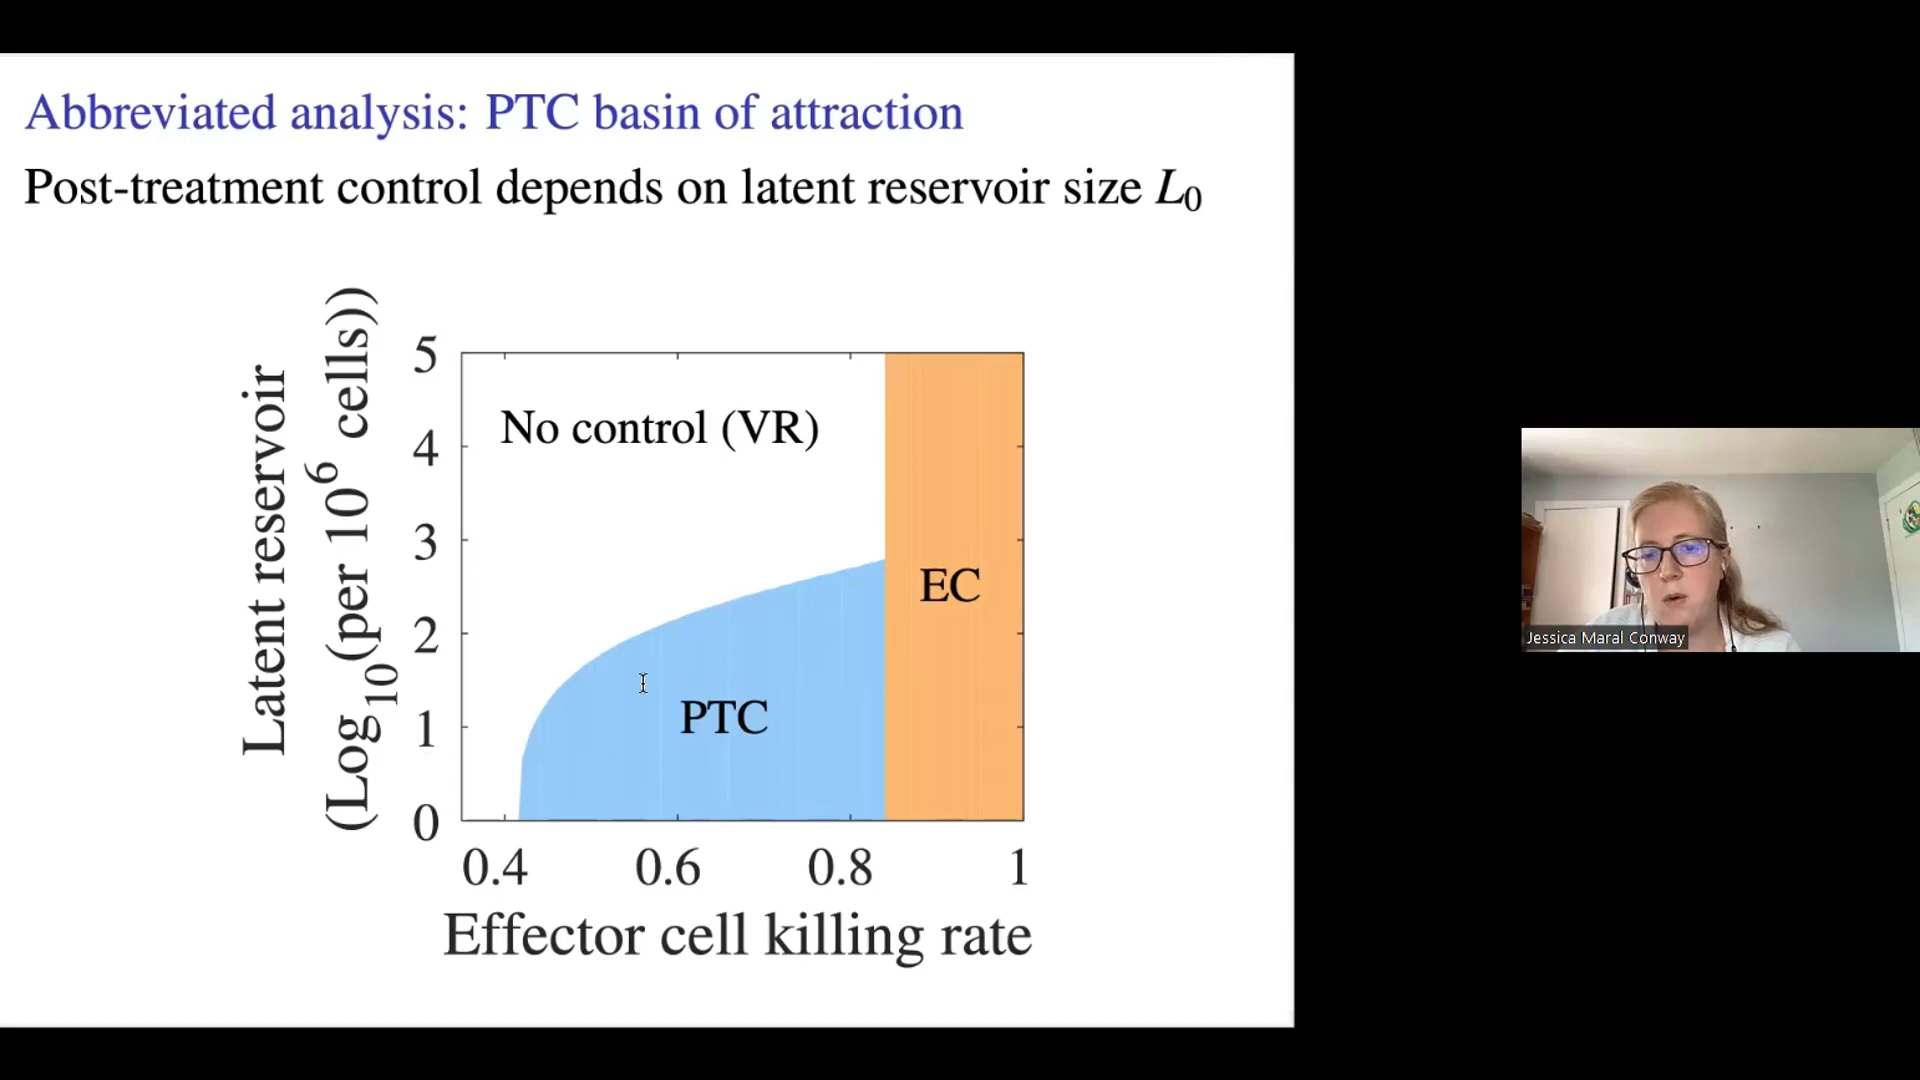 Abbreviated analysis: PTC basin of attraction
Post-treatment control depends on latent reservoir size L₀
Latent reservoir
(Log₁₀(per 10⁶ cells))
5
4
3
2
1
0
No control (VR)
EC
PTC
0.4 0.6 0.8 1
Effector cell killing rate
Jessica Maral Conway